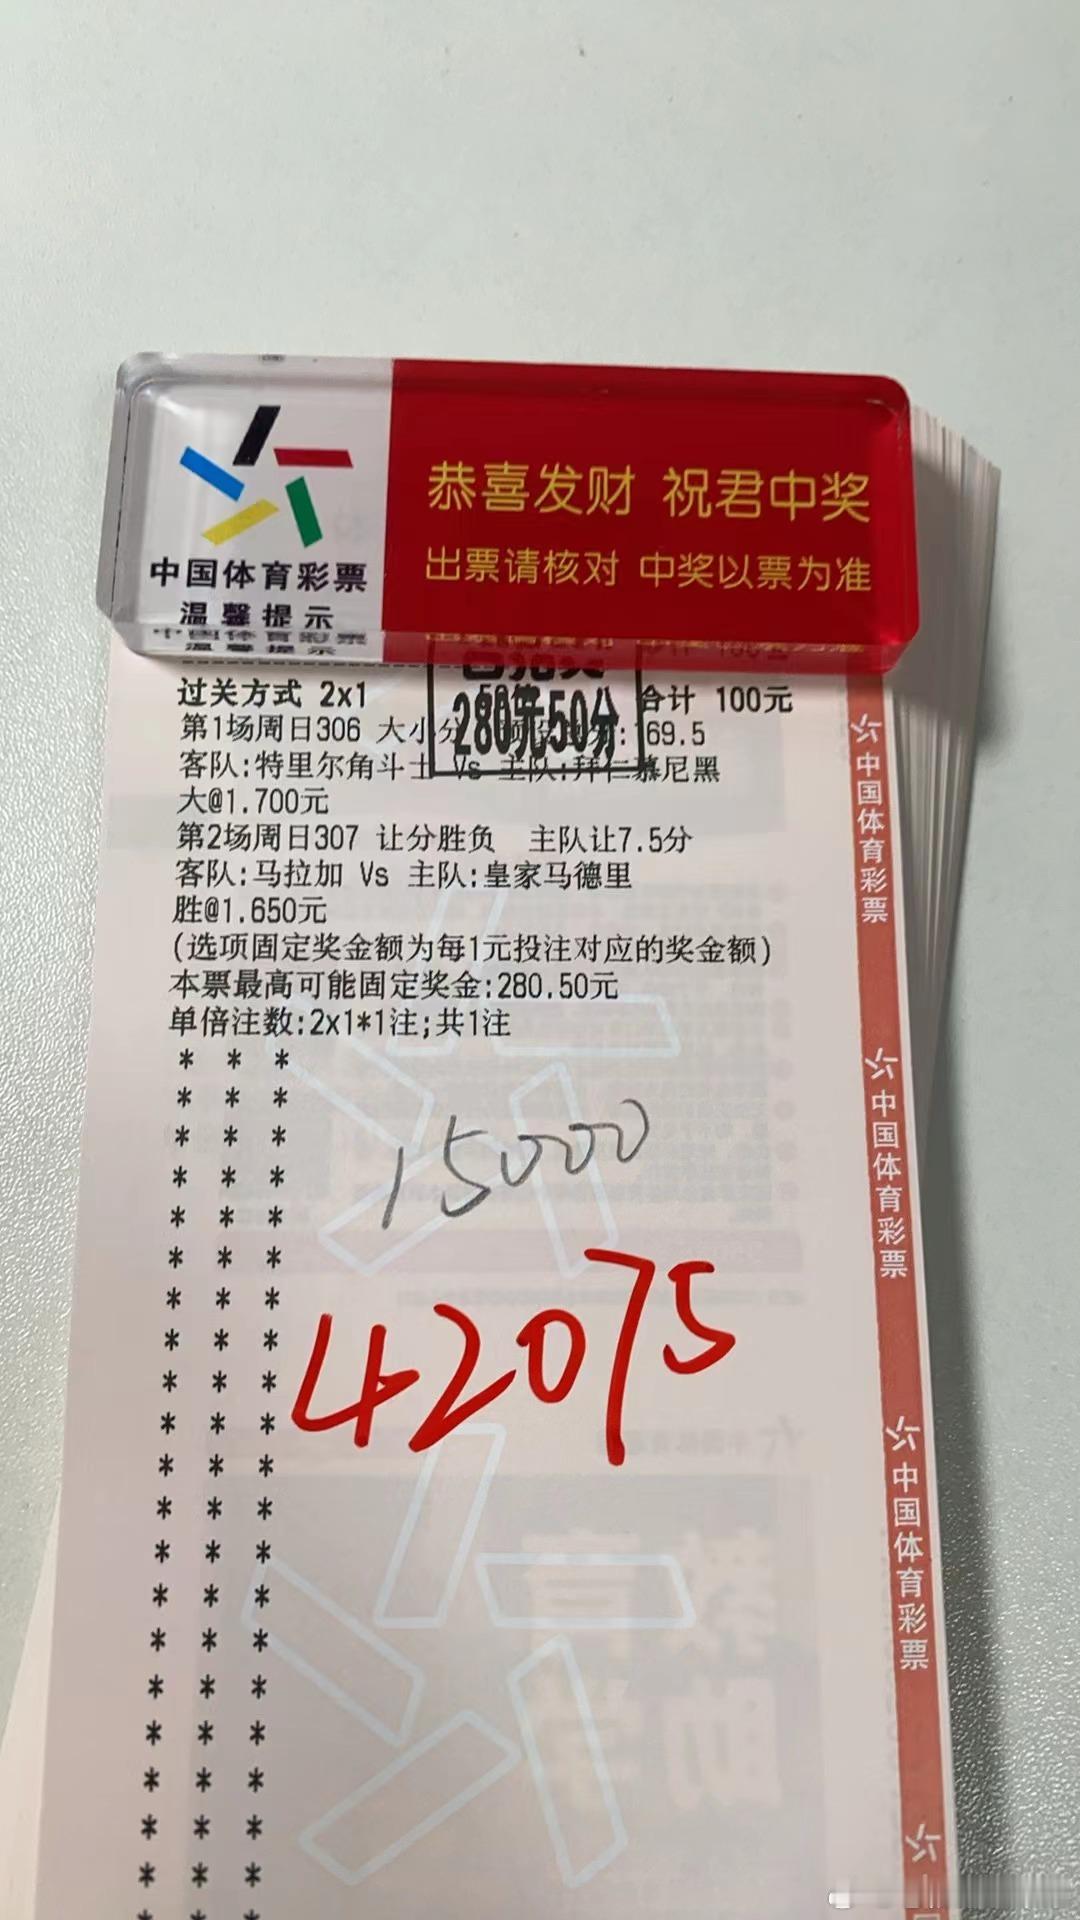 恭喜发财 祝君中奖
出票请核对 中奖以票为准
中国体育彩票
温馨提示
280元50分
过关方式 2x1 合计 100元
第1场周日306 大小分 69.5
客队:特里尔角斗士 Vs 主队:拜仁慕尼黑
大@1.700元
第2场周日307 让分胜负 主队让7.5分
客队:马拉加 Vs 主队:皇家马德里
胜@1.650元
(选项固定奖金额为每1元投注对应的奖金额)
本票最高可能固定奖金:280.50元
单倍注数:2x1*1注;共1注
15000
42075
中国体育彩票
中国体育彩票
中国体育彩票
中